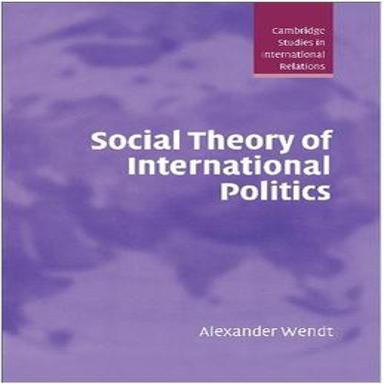 Cambridge
Studies in
International
Relations
Social Theory of
International
Politics
Alexander Wendt